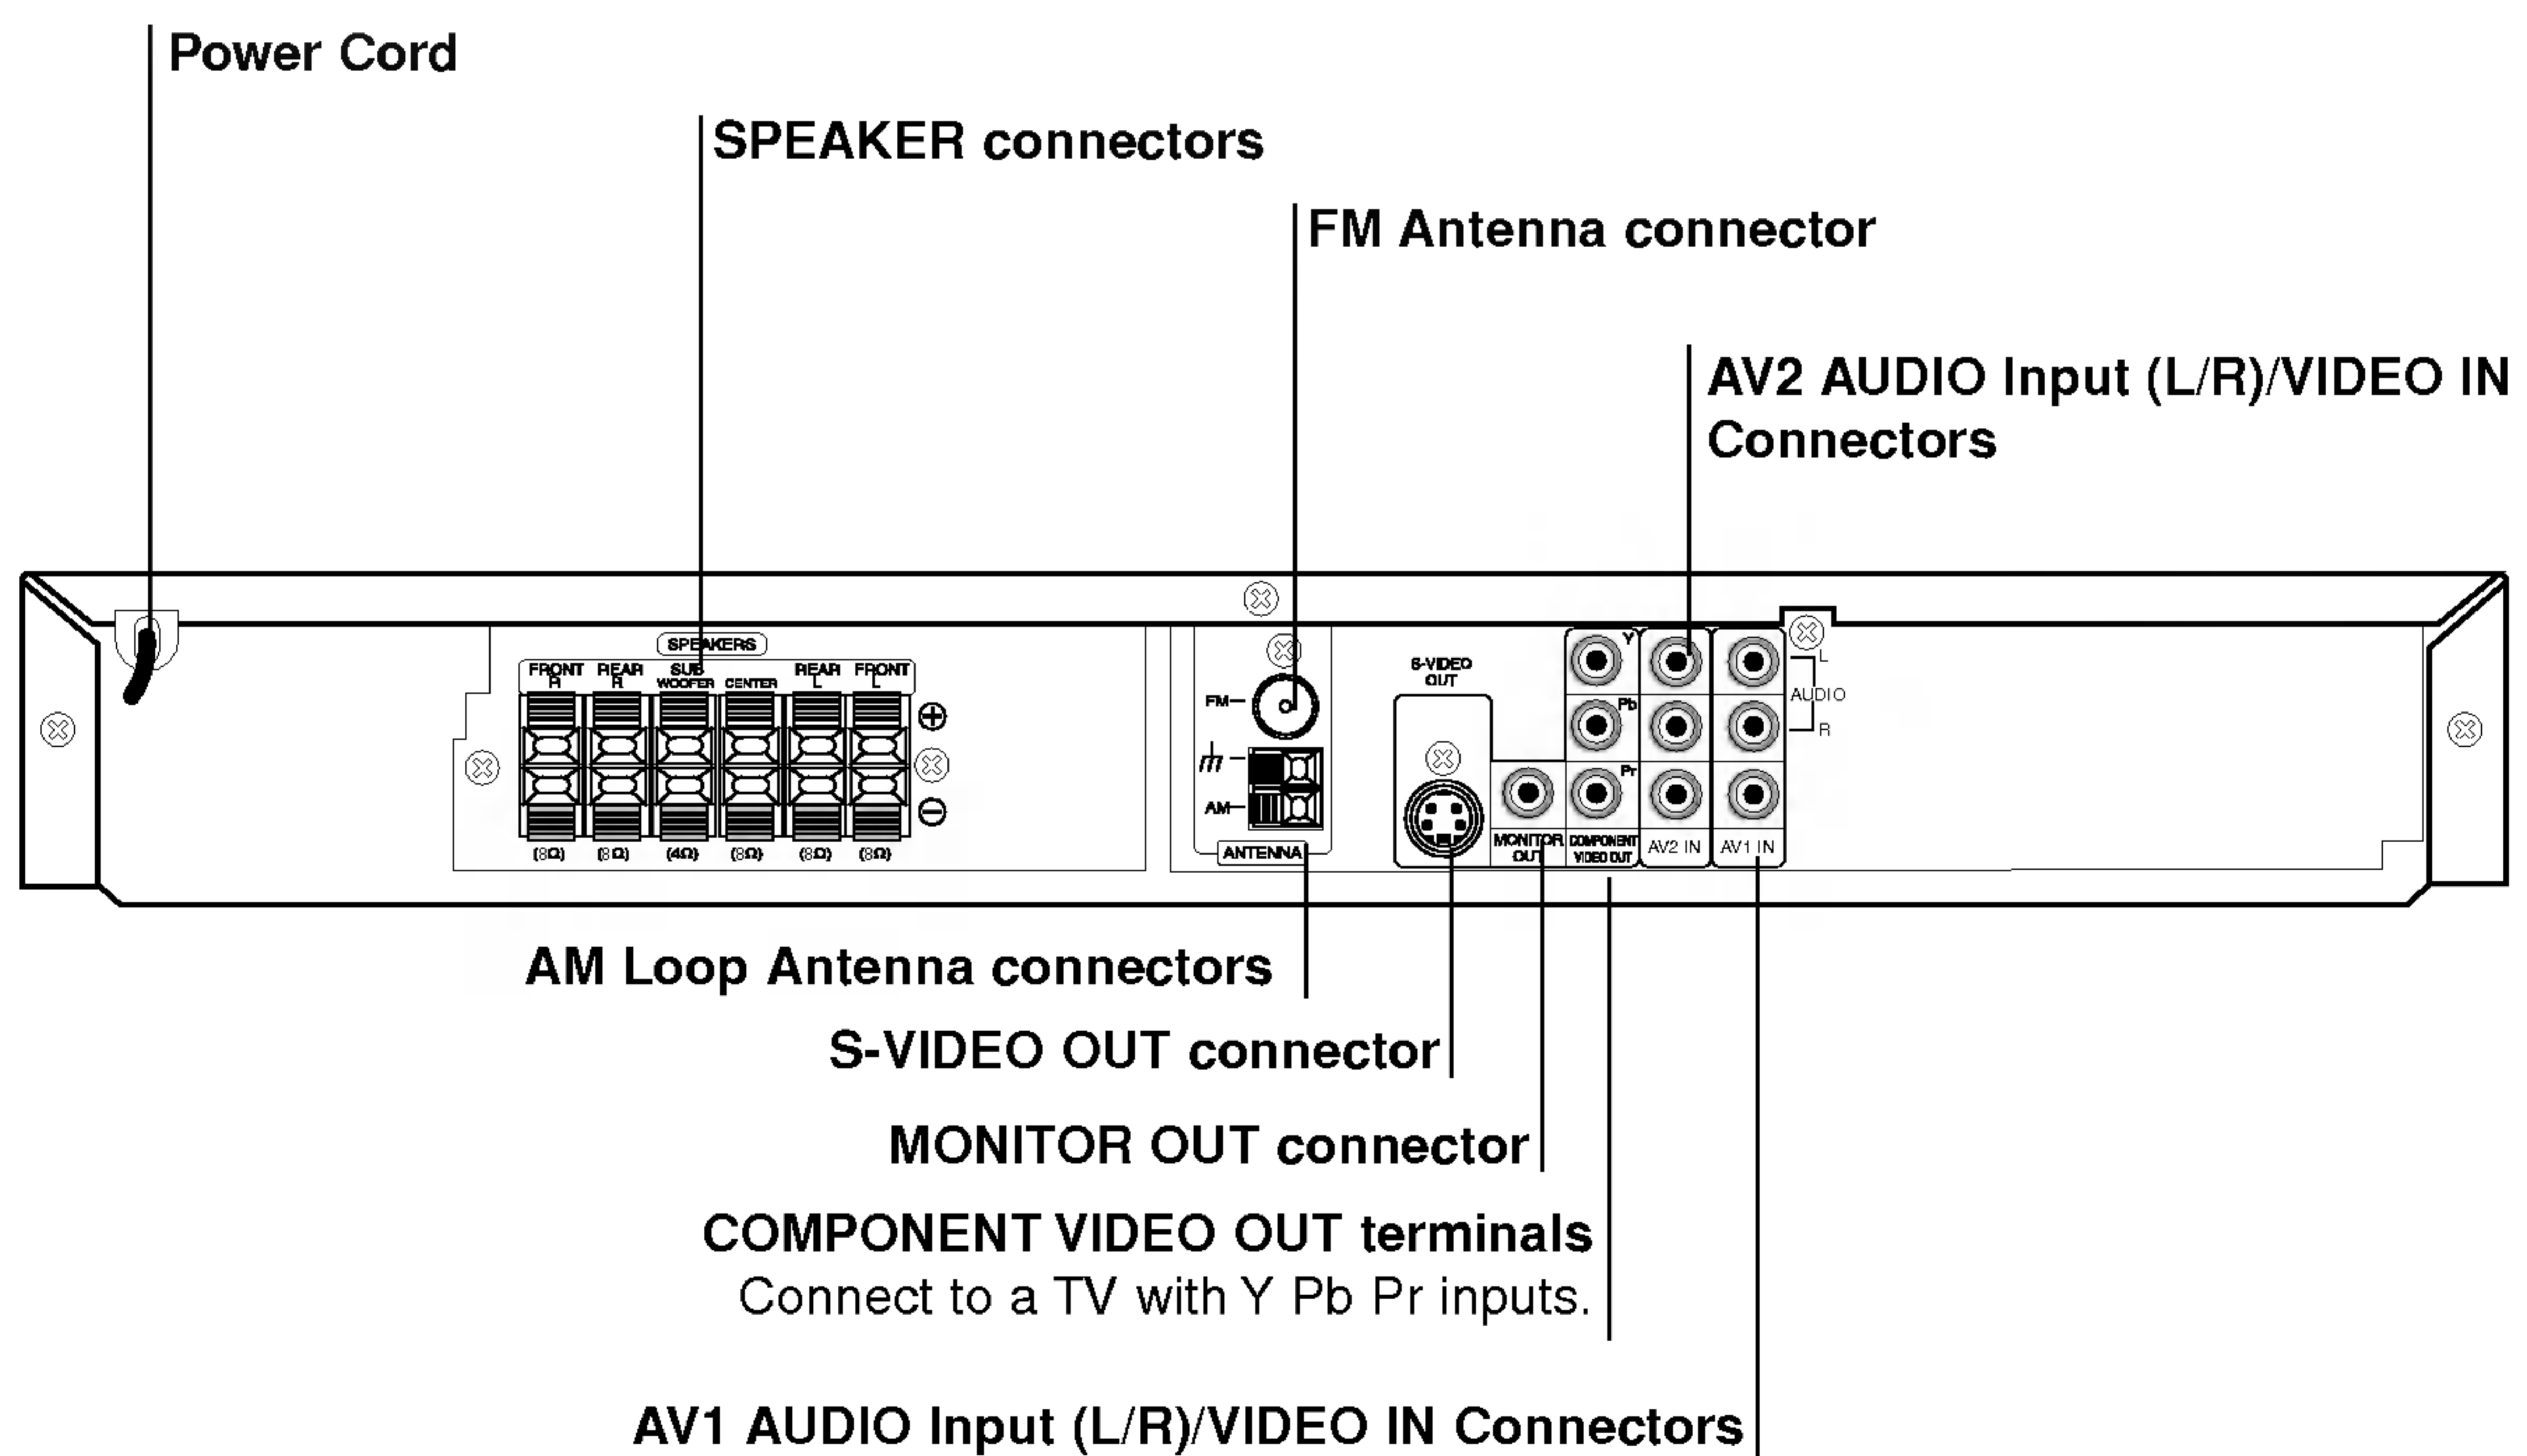 Power Cord
SPEAKER connectors
FM Antenna connector
AV2 AUDIO Input (L/R)/VIDEO IN
Connectors
SPEAKERS
FRONT R
REAR R
SUB WOOFER
CENTER
REAR L
FRONT L
(8Ω)
(8Ω)
(4Ω)
(8Ω)
(8Ω)
(8Ω)
FM
AM
ANTENNA
S-VIDEO
OUT
MONITOR
OUT
Y
Pb
Pr
COMPONENT
VIDEO OUT
AV2 IN
AV1 IN
L
AUDIO
R
AM Loop Antenna connectors
S-VIDEO OUT connector
MONITOR OUT connector
COMPONENT VIDEO OUT terminals
Connect to a TV with Y Pb Pr inputs.
AV1 AUDIO Input (L/R)/VIDEO IN Connectors